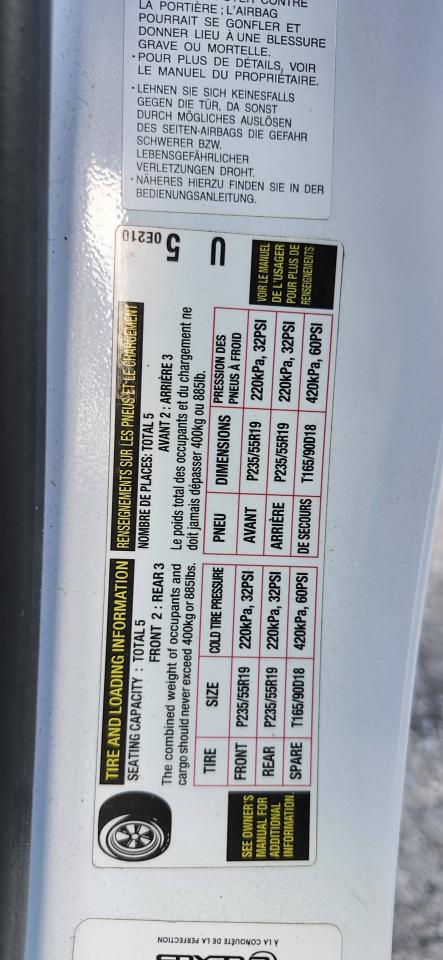 LA PORTIÈRE ; L'AIRBAG
POURRAIT SE GONFLER ET
DONNER LIEU À UNE BLESSURE
GRAVE OU MORTELLE.
• POUR PLUS DE DÉTAILS, VOIR
LE MANUEL DU PROPRIÉTAIRE.
• LEHNEN SIE SICH KEINESFALLS
GEGEN DIE TÜR, DA SONST
DURCH MÖGLICHES AUSLÖSEN
DES SEITEN-AIRBAGS DIE GEFAHR
SCHWERER BZW.
LEBENSGEFÄHRLICHER
VERLETZUNGEN DROHT.
• NÄHERES HIERZU FINDEN SIE IN DER
BEDIENUNGSANLEITUNG.
TIRE AND LOADING INFORMATION
SEATING CAPACITY : TOTAL 5
FRONT 2 : REAR 3
The combined weight of occupants and
cargo should never exceed 400kg or 885lbs.
TIRE SIZE COLD TIRE PRESSURE
FRONT P235/55R19 220kPa, 32PSI
REAR P235/55R19 220kPa, 32PSI
SPARE T165/90D18 420kPa, 60PSI
SEE OWNER'S
MANUAL FOR
ADDITIONAL
INFORMATION.
RENSEIGNEMENTS SUR LES PNEUS ET LE CHARGEMENT
NOMBRE DE PLACES: TOTAL 5
AVANT 2 : ARRIÈRE 3
Le poids total des occupants et du chargement ne
doit jamais dépasser 400kg ou 885lb.
PNEU DIMENSIONS PRESSION DES
PNEUS À FROID
AVANT P235/55R19 220kPa, 32PSI
ARRIÈRE P235/55R19 220kPa, 32PSI
DE SECOURS T165/90D18 420kPa, 60PSI
VOIR LE MANUEL
DE L'USAGER
POUR PLUS DE
RENSEIGNEMENTS
0E210
5
U
À LA CONQUÊTE DE LA PERFECTION